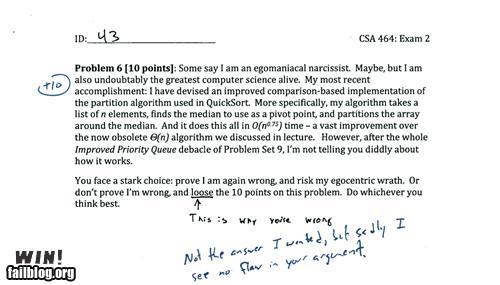 ID: 43 CSA 464: Exam 2
Problem 6 [10 points]: Some say I am an egomaniacal narcissist. Maybe, but I am
+10 also undoubtably the greatest computer science alive. My most recent
accomplishment: I have devised an improved comparison-based implementation of
the partition algorithm used in QuickSort. More specifically, my algorithm takes a
list of n elements, finds the median to use as a pivot point, and partitions the array
around the median. And it does this all in O(n^0.75) time – a vast improvement over
the now obsolete Θ(n) algorithm we discussed in lecture. However, after the whole
Improved Priority Queue debacle of Problem Set 9, I'm not telling you diddly about
how it works.
You face a stark choice: prove I am again wrong, and risk my egocentric wrath. Or
don't prove I'm wrong, and loose the 10 points on this problem. Do whichever you
think best.
This is why you're wrong
Not the answer I wanted, but sadly I
see no flaw in your argument.
WIN!
failblog.org